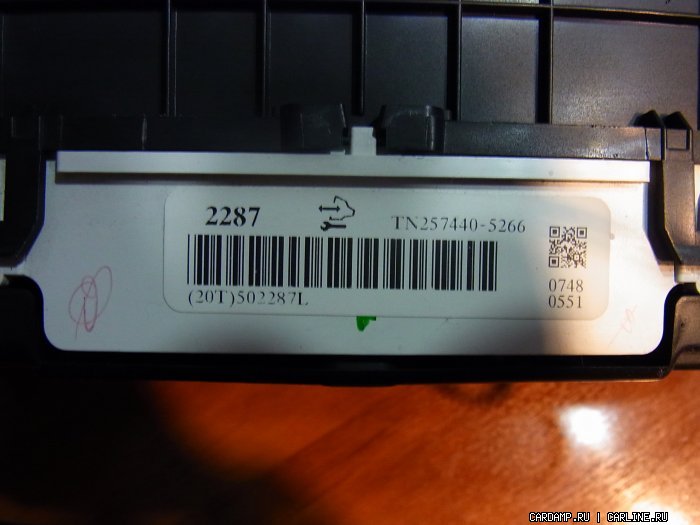 2287
TN257440-5266
(20T)502287L
0748
0551
CARDAMP.RU | CARLINE.RU